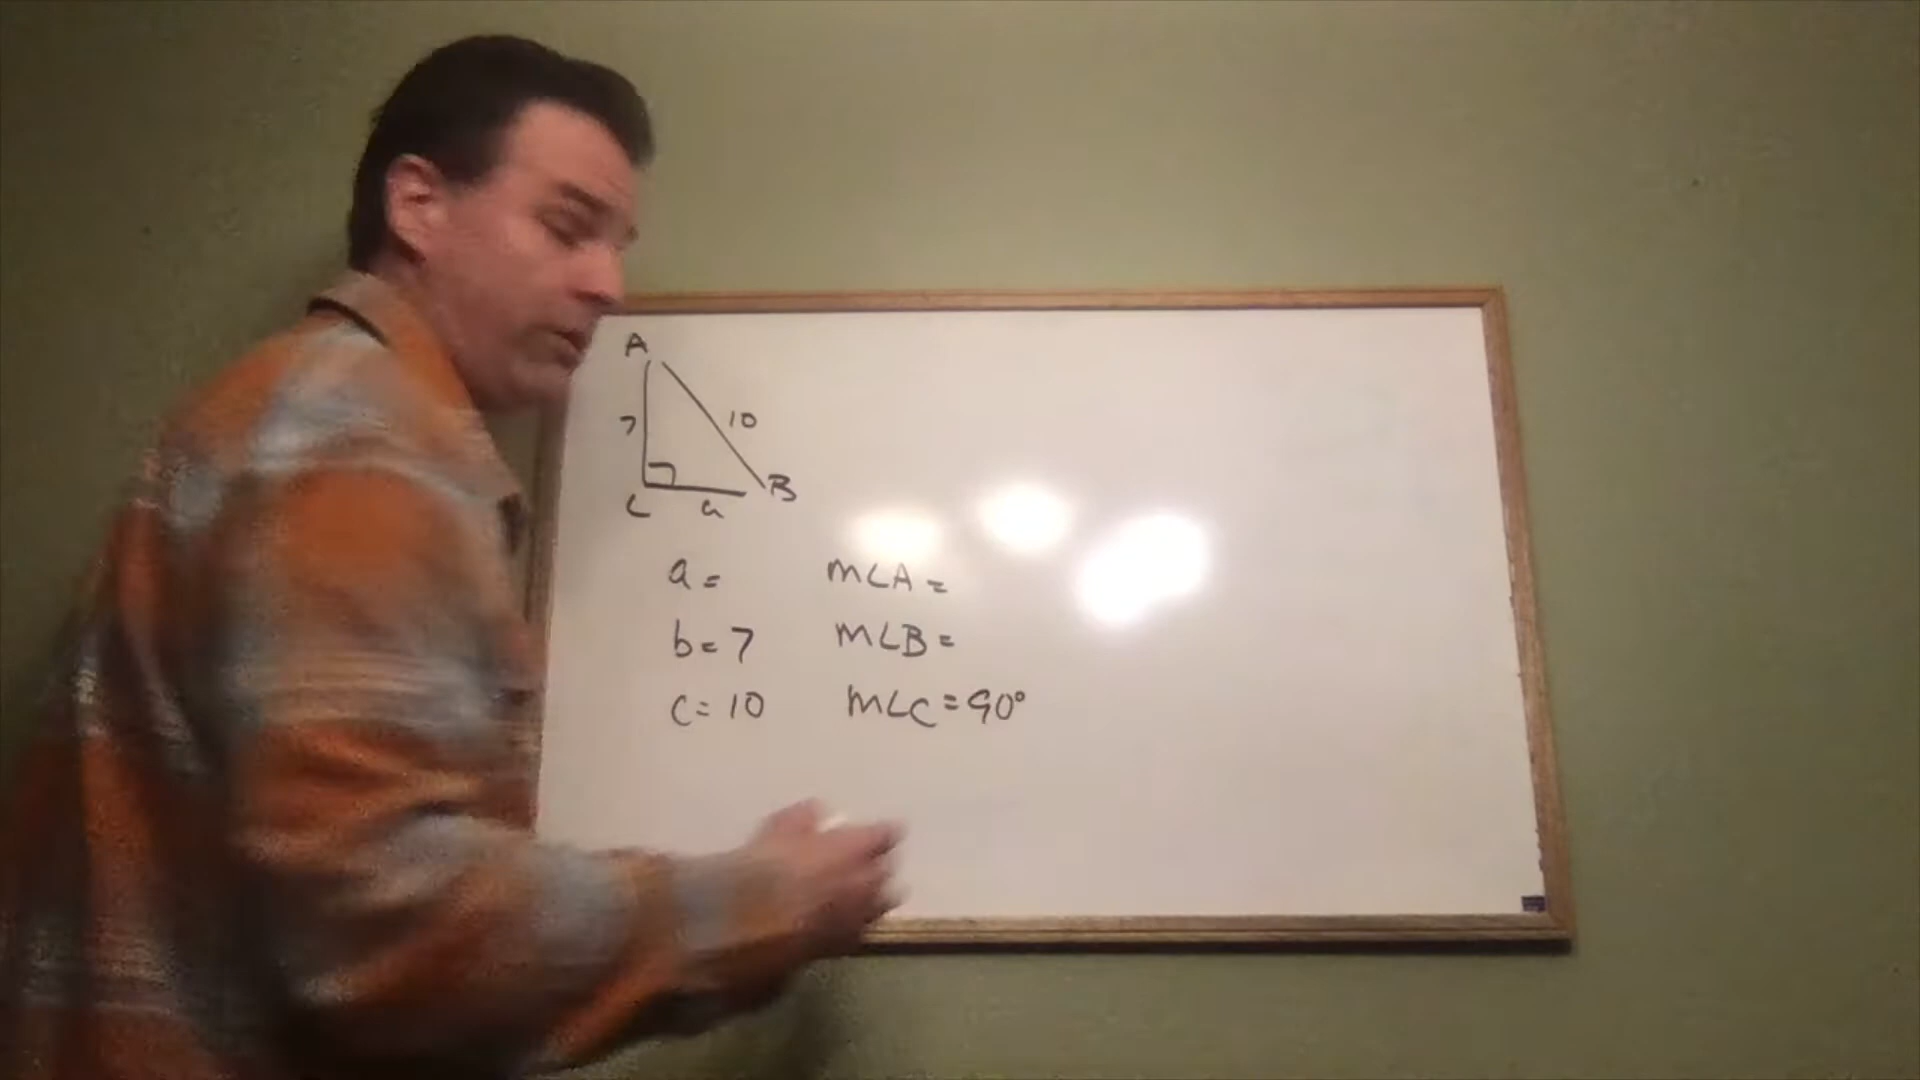 A
7 10
C a B
a = m∠A =
b = 7 m∠B =
c = 10 m∠C = 90°